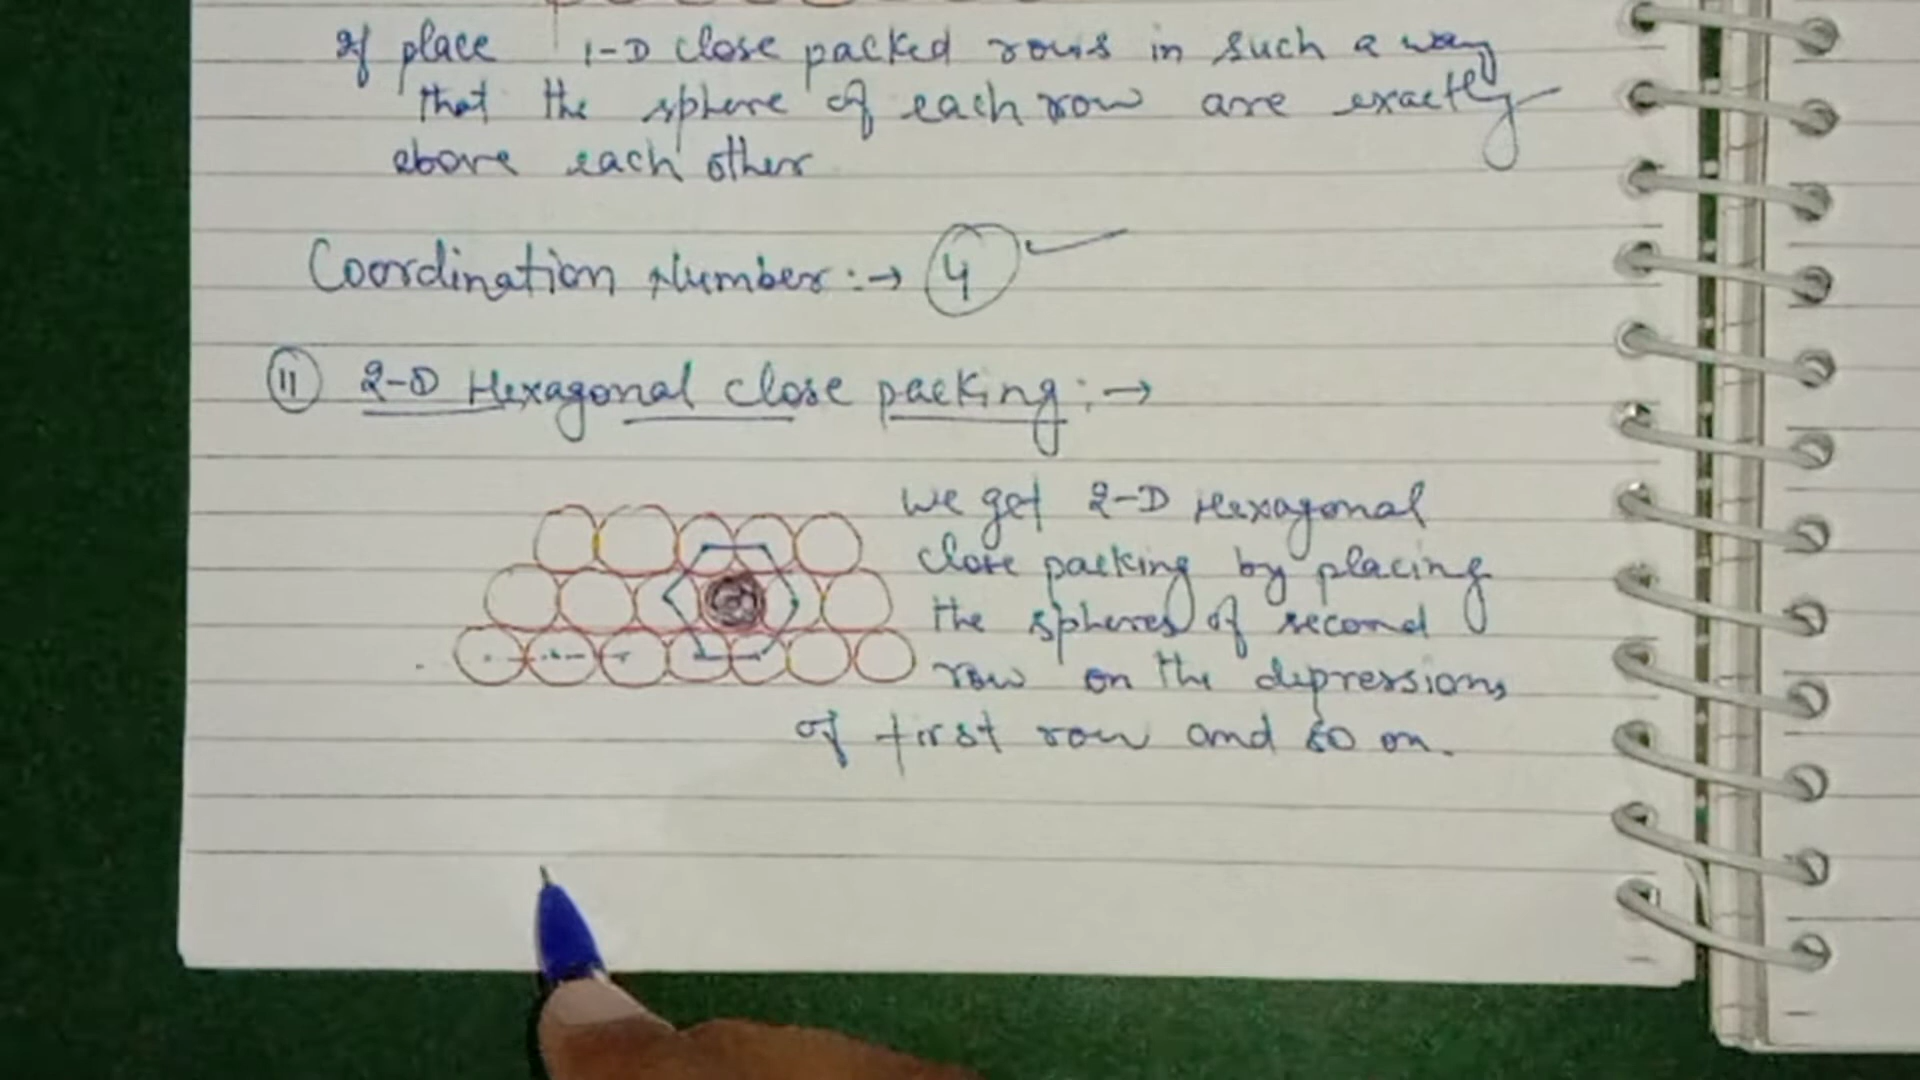 If place 1-D close packed rows in such a way
that the sphere of each row are exactly
above each other
Coordination Number :→ 4
(ii) 2-D Hexagonal close packing :→
We get 2-D Hexagonal
close packing by placing
the spheres of second
row on the depressions
of first row and so on.